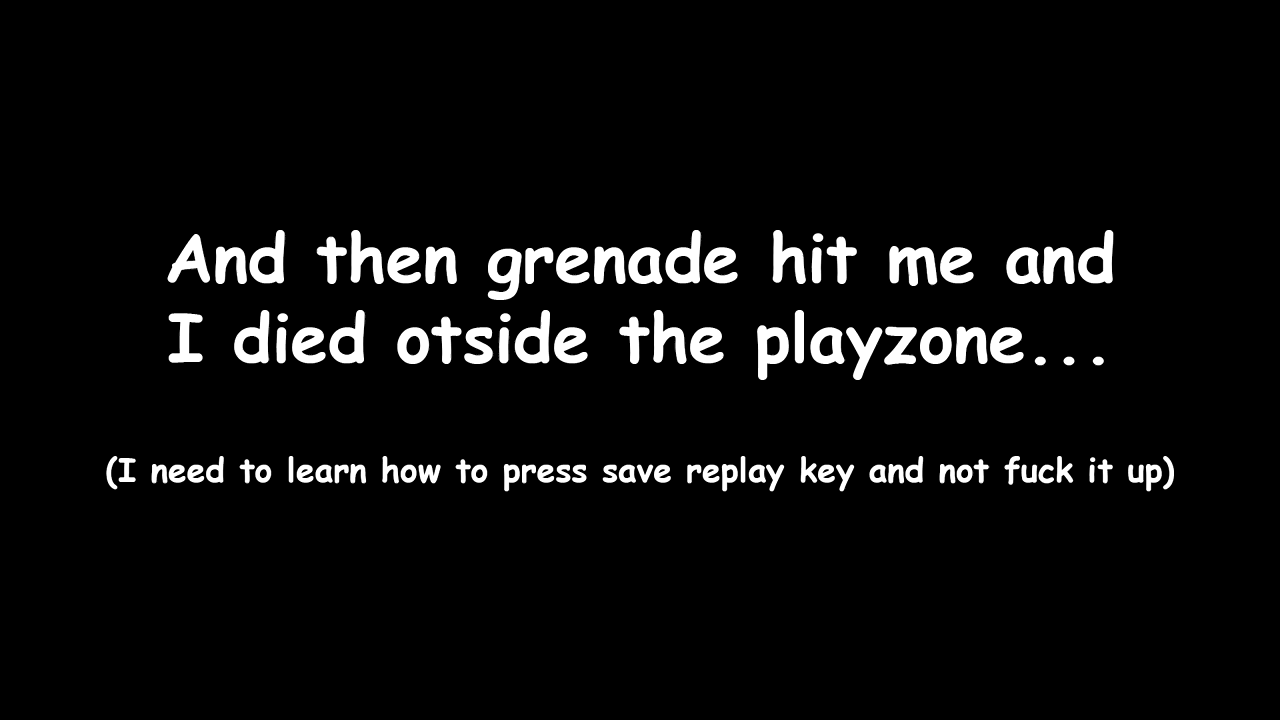 And then grenade hit me and
I died otside the playzone...
(I need to learn how to press save replay key and not fuck it up)